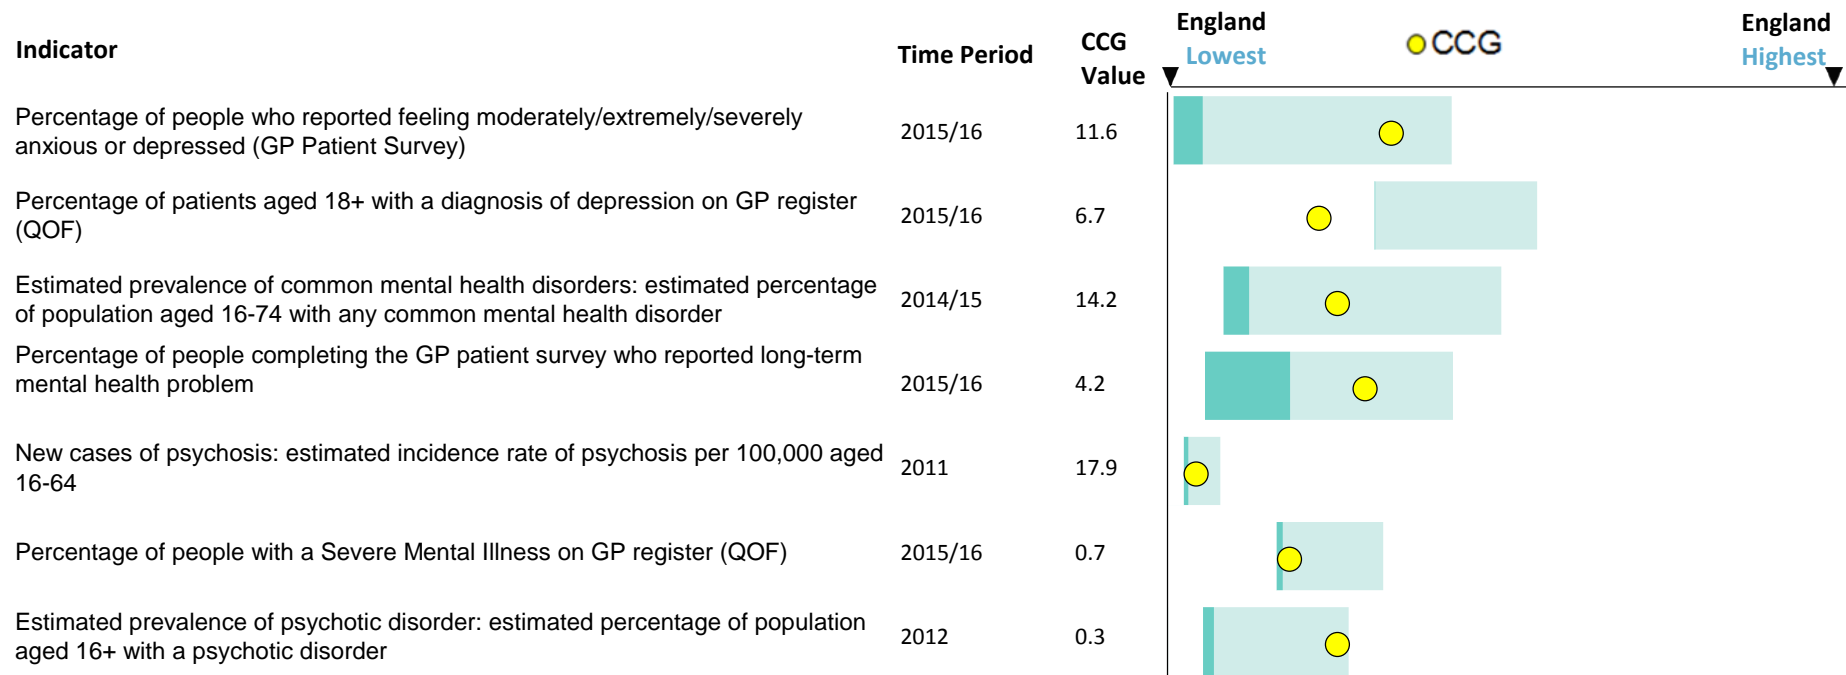 Indicator
Time Period
CCG
Value
England
Lowest
CCG
England
Highest
Percentage of people who reported feeling moderately/extremely/severely
anxious or depressed (GP Patient Survey)
2015/16
11.6
Percentage of patients aged 18+ with a diagnosis of depression on GP register
(QOF)
2015/16
6.7
Estimated prevalence of common mental health disorders: estimated percentage
of population aged 16-74 with any common mental health disorder
2014/15
14.2
Percentage of people completing the GP patient survey who reported long-term
mental health problem
2015/16
4.2
New cases of psychosis: estimated incidence rate of psychosis per 100,000 aged
16-64
2011
17.9
Percentage of people with a Severe Mental Illness on GP register (QOF)
2015/16
0.7
Estimated prevalence of psychotic disorder: estimated percentage of population
aged 16+ with a psychotic disorder
2012
0.3